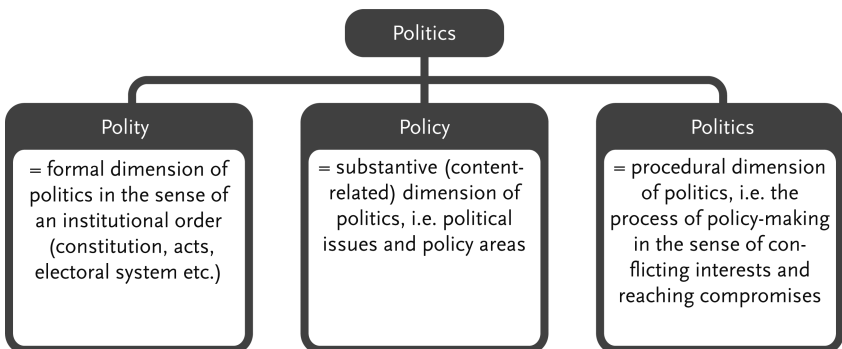 Politics
Polity
= formal dimension of
politics in the sense of
an institutional order
(constitution, acts,
electoral system etc.)
Policy
= substantive (content-
related) dimension of
politics, i.e. political
issues and policy areas
Politics
= procedural dimension
of politics, i.e. the
process of policy-making
in the sense of con-
flicting interests and
reaching compromises